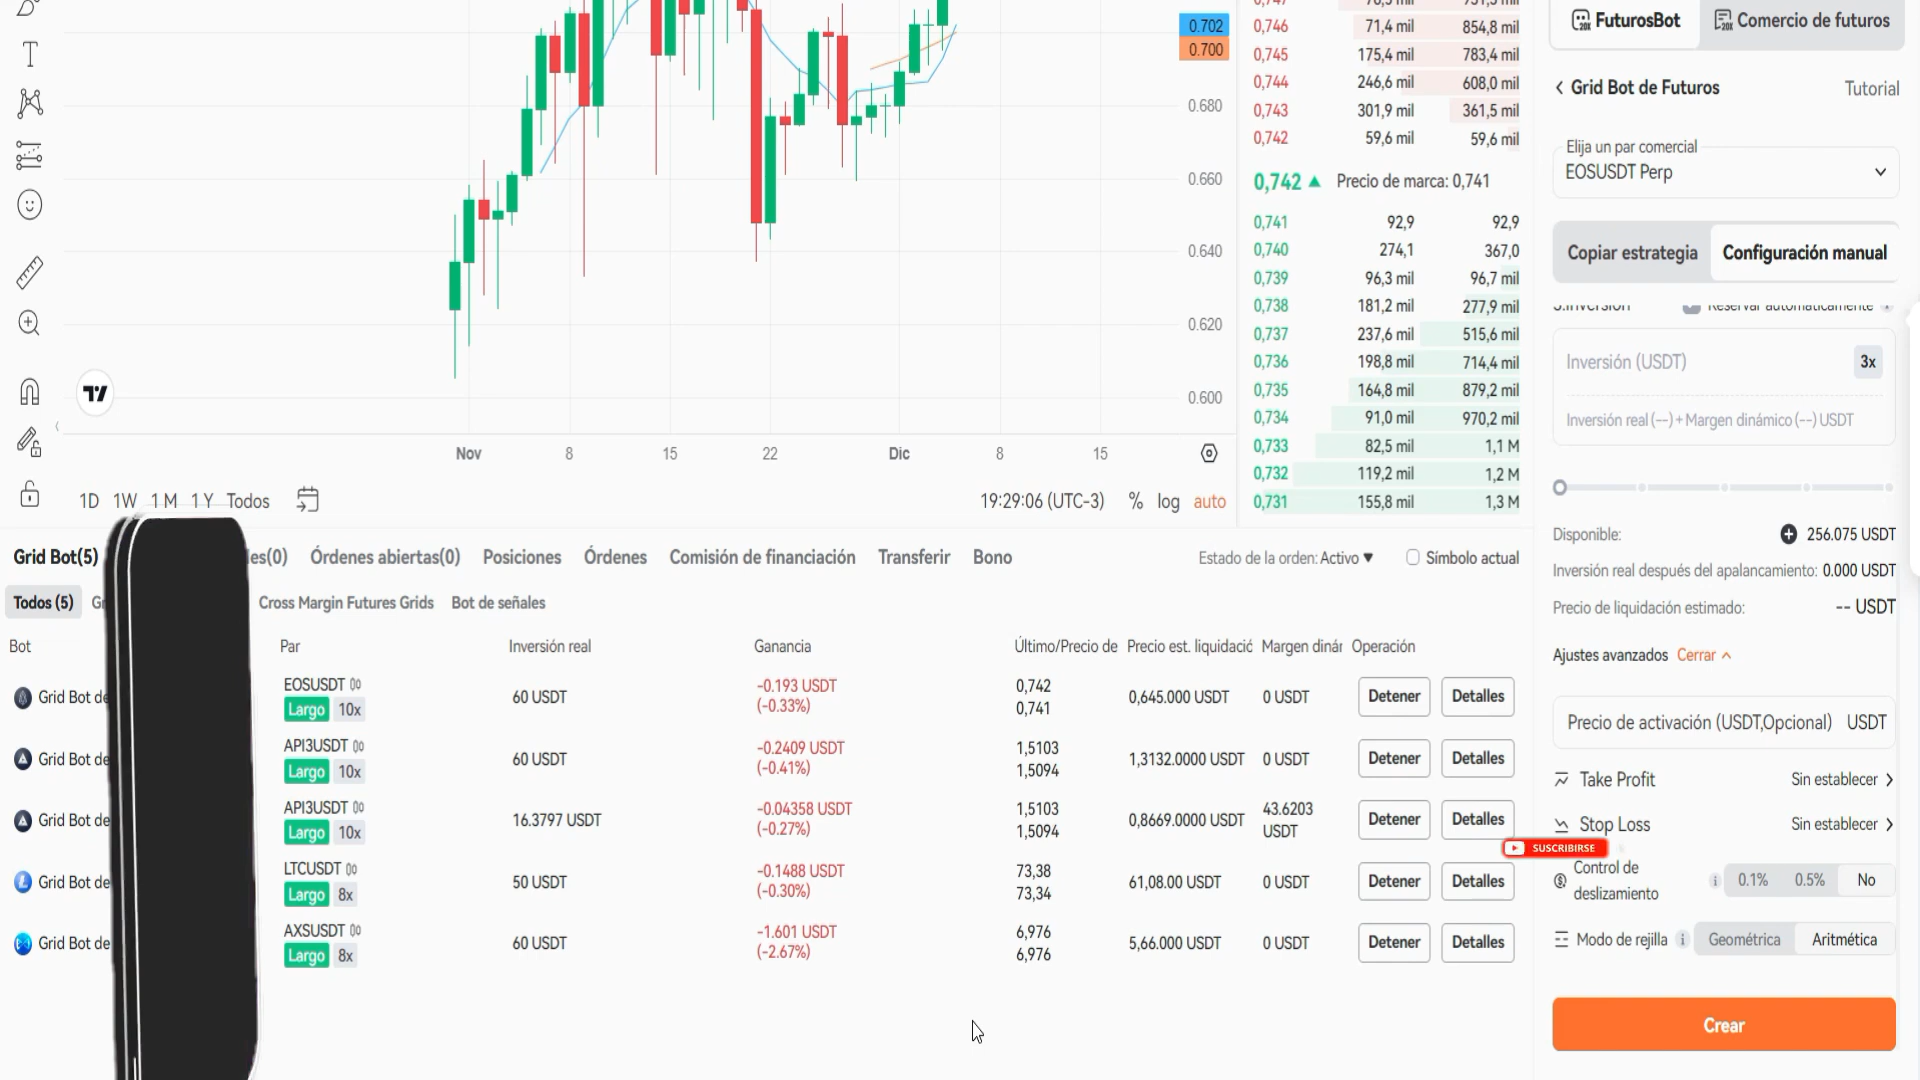 0.702
0.700
0.680
0.660
0.640
0.620
0.600
Nov 8 15 22 Dic 8 15
1D 1W 1 M 1 Y Todos
19:29:06 (UTC-3) % log auto
0,746 71,4 mil 854,8 mil
0,745 175,4 mil 783,4 mil
0,744 246,6 mil 608,0 mil
0,743 301,9 mil 361,5 mil
0,742 59,6 mil 59,6 mil
0,742 ▲ Precio de marca: 0,741
0,741 92,9 92,9
0,740 274,1 367,0
0,739 96,3 mil 96,7 mil
0,738 181,2 mil 277,9 mil
0,737 237,6 mil 515,6 mil
0,736 198,8 mil 714,4 mil
0,735 164,8 mil 879,2 mil
0,734 91,0 mil 970,2 mil
0,733 82,5 mil 1,1 M
0,732 119,2 mil 1,2 M
0,731 155,8 mil 1,3 M
FuturosBot Comercio de futuros
Grid Bot de Futuros Tutorial
Elija un par comercial
EOSUSDT Perp
Copiar estrategia Configuración manual
3.Inversión Reservar automáticamente
Inversión (USDT) 3x
Inversión real (--) + Margen dinámico (--) USDT
Disponible: 256.075 USDT
Inversión real después del apalancamiento: 0.000 USDT
Precio de liquidación estimado: -- USDT
Ajustes avanzados Cerrar
Precio de activación (USDT,Opcional) USDT
Take Profit Sin establecer
Stop Loss Sin establecer
SUSCRIBIRSE
Control de
deslizamiento 0.1% 0.5% No
Modo de rejilla Geométrica Aritmética
Crear
Grid Bot(5) es(0) Órdenes abiertas(0) Posiciones Órdenes Comisión de financiación Transferir Bono Estado de la orden: Activo ▼ Símbolo actual
Todos (5) Cross Margin Futures Grids Bot de señales
Bot Par Inversión real Ganancia Último/Precio de Precio est. liquidació Margen dinár Operación
Grid Bot de EOSUSDT 60 USDT -0.193 USDT 0,742 0,645.000 USDT 0 USDT Detener Detalles
Largo 10x (-0.33%) 0,741
Grid Bot de API3USDT 60 USDT -0.2409 USDT 1,5103 1,3132.0000 USDT 0 USDT Detener Detalles
Largo 10x (-0.41%) 1,5094
Grid Bot de API3USDT 16.3797 USDT -0.04358 USDT 1,5103 0,8669.0000 USDT 43.6203 Detener Detalles
Largo 10x (-0.27%) 1,5094 USDT
Grid Bot de LTCUSDT 50 USDT -0.1488 USDT 73,38 61,08.00 USDT 0 USDT Detener Detalles
Largo 8x (-0.30%) 73,34
Grid Bot de AXSUSDT 60 USDT -1.601 USDT 6,976 5,66.000 USDT 0 USDT Detener Detalles
Largo 8x (-2.67%) 6,976